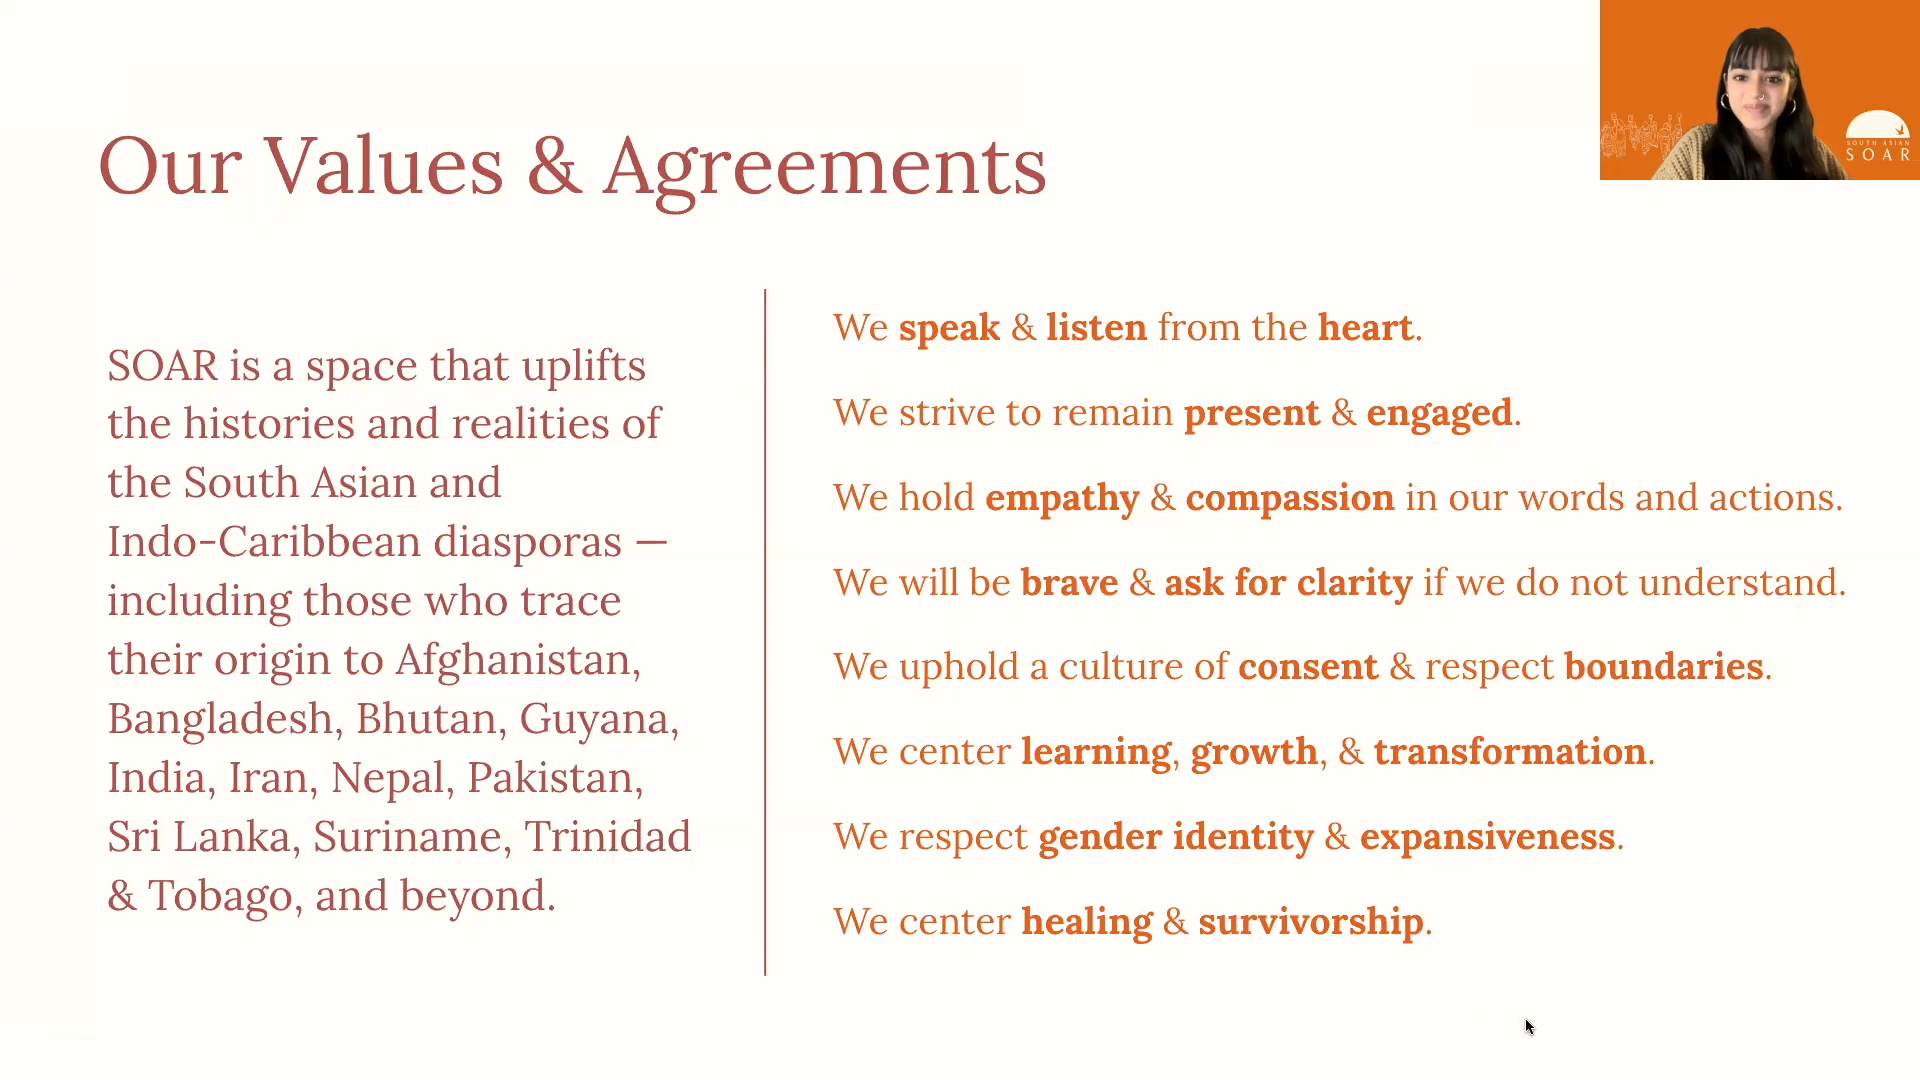 Our Values & Agreements
SOAR is a space that uplifts
the histories and realities of
the South Asian and
Indo-Caribbean diasporas —
including those who trace
their origin to Afghanistan,
Bangladesh, Bhutan, Guyana,
India, Iran, Nepal, Pakistan,
Sri Lanka, Suriname, Trinidad
& Tobago, and beyond.
We speak & listen from the heart.
We strive to remain present & engaged.
We hold empathy & compassion in our words and actions.
We will be brave & ask for clarity if we do not understand.
We uphold a culture of consent & respect boundaries.
We center learning, growth, & transformation.
We respect gender identity & expansiveness.
We center healing & survivorship.
SOUTH ASIAN
SOAR